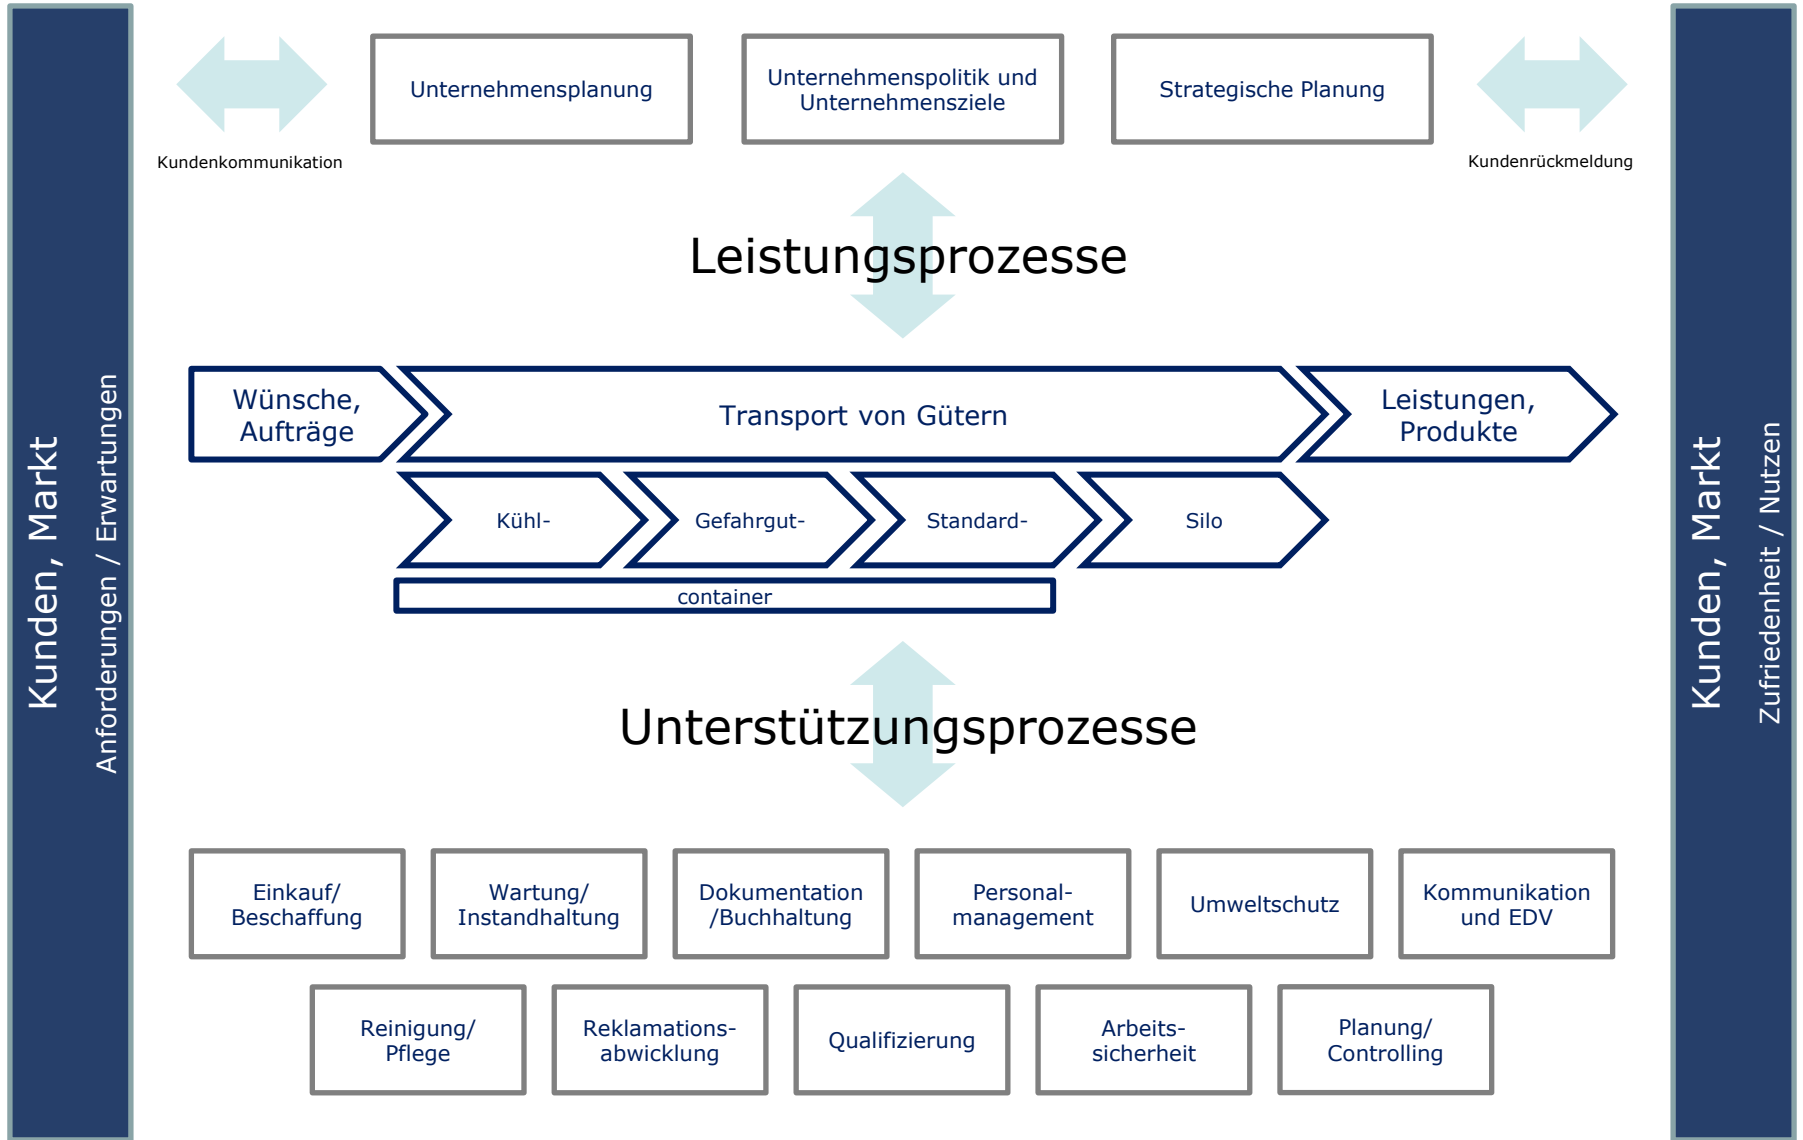 Kunden, Markt
Anforderungen / Erwartungen
Kundenkommunikation
Unternehmensplanung
Unternehmenspolitik und
Unternehmensziele
Strategische Planung
Kundenrückmeldung
Leistungsprozesse
Wünsche,
Aufträge
Transport von Gütern
Leistungen,
Produkte
Kühl-
Gefahrgut-
Standard-
Silo
container
Unterstützungsprozesse
Einkauf/
Beschaffung
Wartung/
Instandhaltung
Dokumentation
/Buchhaltung
Personal-
management
Umweltschutz
Kommunikation
und EDV
Reinigung/
Pflege
Reklamations-
abwicklung
Qualifizierung
Arbeits-
sicherheit
Planung/
Controlling
Kunden, Markt
Zufriedenheit / Nutzen